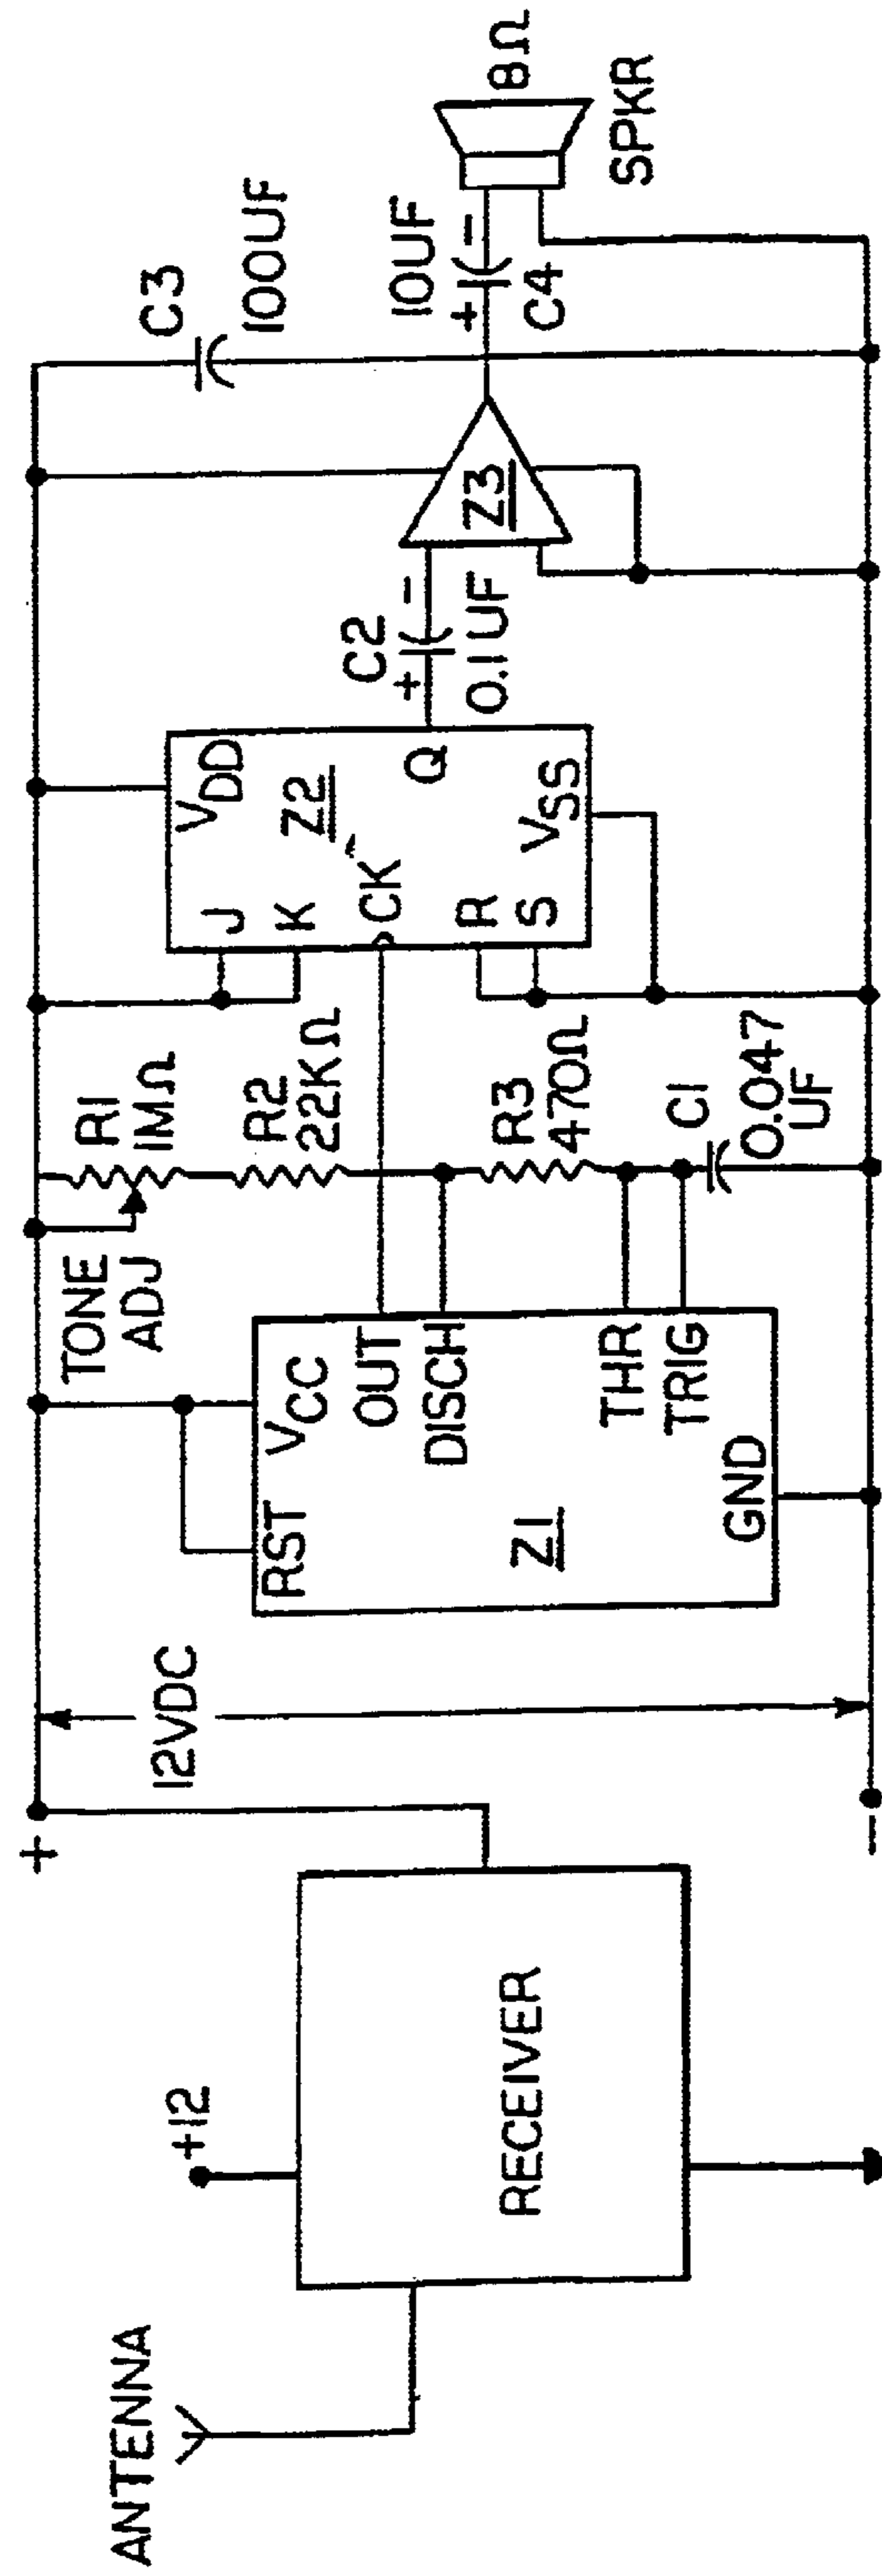 ANTENNA
+12
RECEIVER
+
12VDC
−
RST
VCC
OUT
DISCH
THR
TRIG
GND
Z1
TONE
ADJ
R1
1MΩ
R2
22KΩ
R3
470Ω
C1
0.047
UF
J
K
CK
R
S
VDD
Z2
Q
VSS
C2
+ −
0.1UF
Z3
C3
100UF
10UF
+ −
C4
8Ω
SPKR